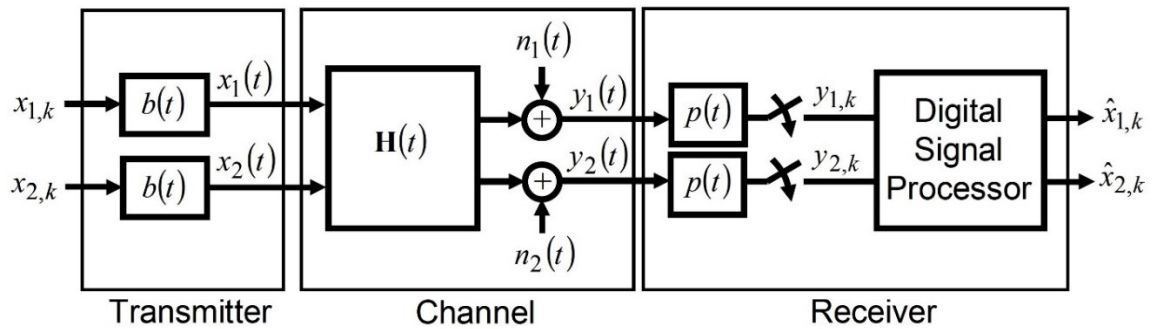 n₁(t)
x₁,ₖ
b(t)
x₁(t)
H(t)
+
y₁(t)
p(t)
y₁,ₖ
Digital
Signal
Processor
x̂₁,ₖ
x₂,ₖ
b(t)
x₂(t)
+
y₂(t)
p(t)
y₂,ₖ
x̂₂,ₖ
n₂(t)
Transmitter
Channel
Receiver